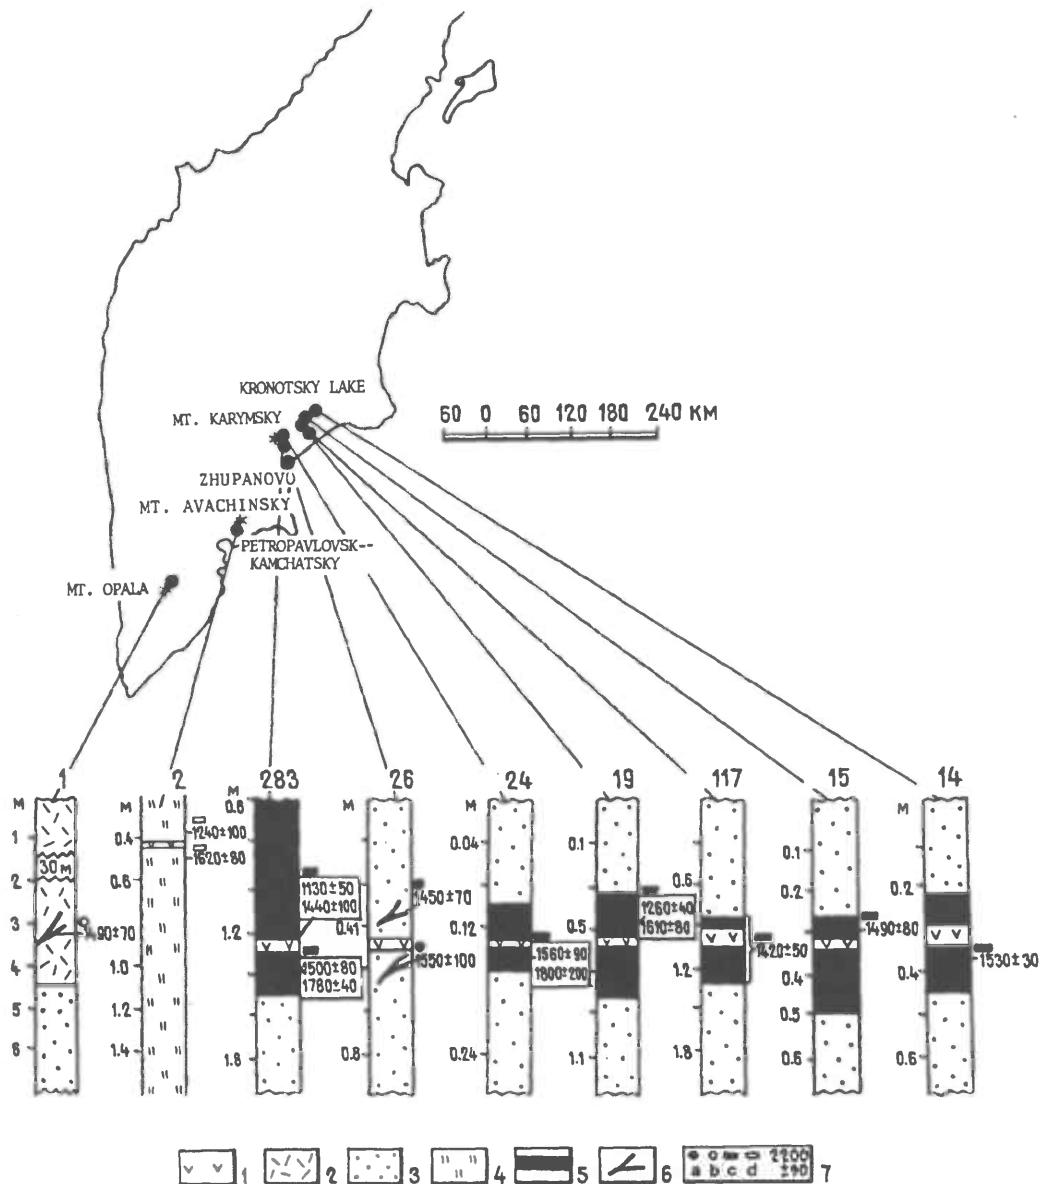 KRONOTSKY LAKE
MT. KARYMSKY
60 0 60 120 180 240 КМ
ZHUPANOVO
MT. AVACHINSKY
PETROPAVLOVSK--
KAMCHATSKY
MT. OPALA
1 2 283 26 24 19 117 15 14
М
1
30 м
2
3
90±70
4
5
6
М
0.4
1240±100
1620±80
0.6
1.0
1.2
1.4
М
0.6
1130±50
1440±100
1.2
1500±80
1780±40
1.8
М
1450±70
0.41
1550±100
0.8
М
0.04
0.12
1560±90
1800±200
0.24
0.1
1260±40
1610±80
0.5
1.1
0.6
1420±50
1.2
1.8
0.1
0.2
1490±80
0.4
0.5
0.6
М
0.2
1530±30
0.4
0.6
1 2 3 4 5 6
a b c d
2200
±90
7